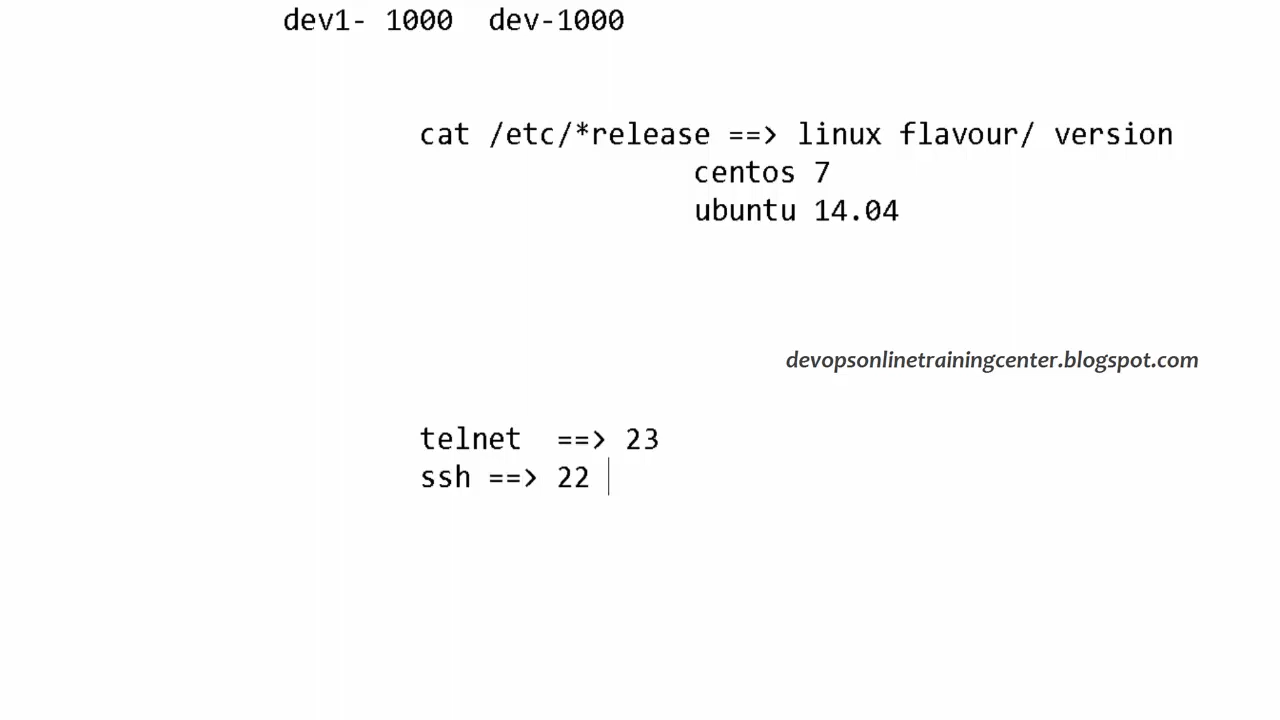 dev1- 1000  dev-1000
cat /etc/*release ==> linux flavour/ version
centos 7
ubuntu 14.04
devopsonlinetrainingcenter.blogspot.com
telnet  ==> 23
ssh ==> 22